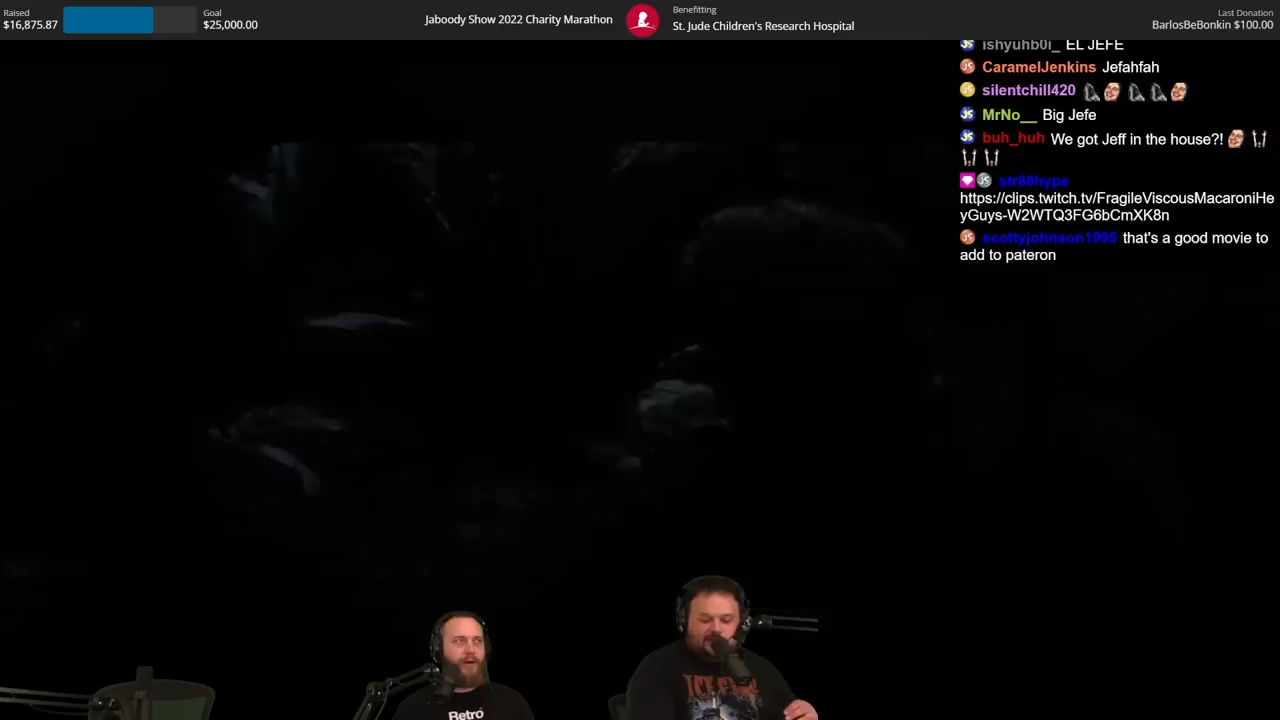 Raised
$16,875.87
Goal
$25,000.00
Jaboody Show 2022 Charity Marathon
Benefitting
St. Jude Children's Research Hospital
Last Donation
BarlosBeBonkin $100.00
ishyuhb0i_ EL JEFE
CaramelJenkins Jefahfah
silentchill420
MrNo__ Big Jefe
buh_huh We got Jeff in the house?!
str88hype
https://clips.twitch.tv/FragileViscousMacaroniHe
yGuys-W2WTQ3FG6bCmXK8n
scottyjohnson1995 that's a good movie to
add to pateron
Retro